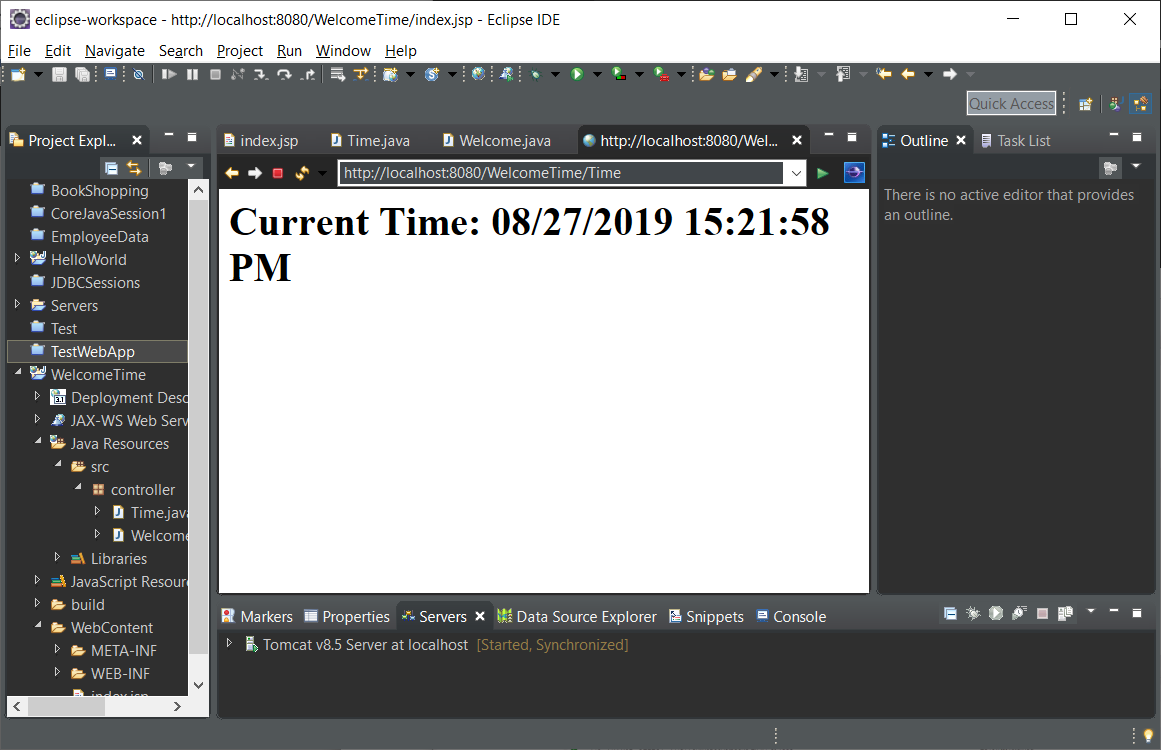 eclipse-workspace - http://localhost:8080/WelcomeTime/index.jsp - Eclipse IDE
File Edit Navigate Search Project Run Window Help
Quick Access
Project Expl...
BookShopping
CoreJavaSession1
EmployeeData
HelloWorld
JDBCSessions
Servers
Test
TestWebApp
WelcomeTime
Deployment Desc
JAX-WS Web Serv
Java Resources
src
controller
Time.java
Welcome
Libraries
JavaScript Resour
build
WebContent
META-INF
WEB-INF
index.jsp
index.jsp Time.java Welcome.java http://localhost:8080/Wel...
http://localhost:8080/WelcomeTime/Time
Current Time: 08/27/2019 15:21:58
PM
Outline Task List
There is no active editor that provides
an outline.
Markers Properties Servers Data Source Explorer Snippets Console
Tomcat v8.5 Server at localhost [Started, Synchronized]